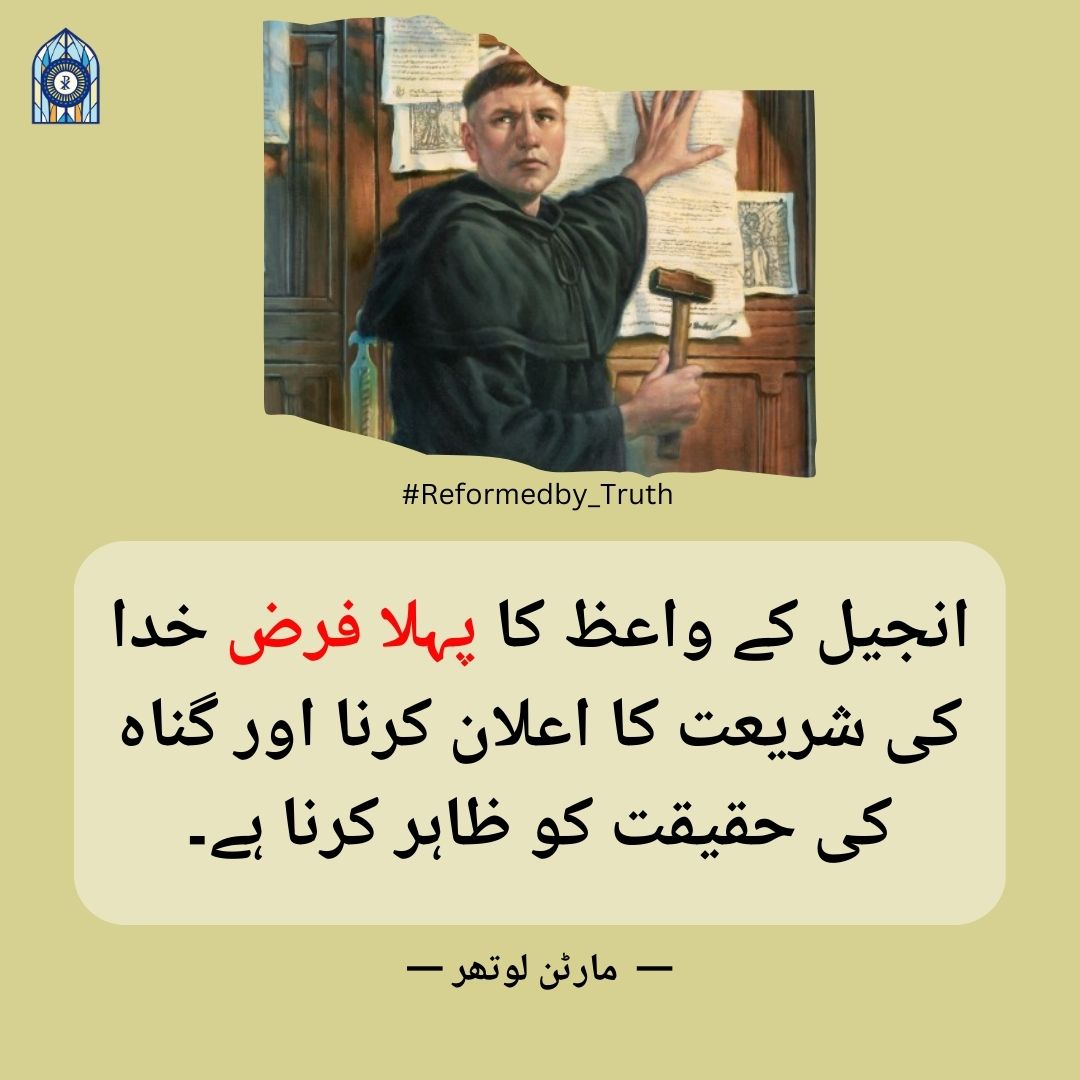 #Reformedby_Truth
انجیل کے واعظ کا پہلا فرض خدا
کی شریعت کا اعلان کرنا اور گناہ
کی حقیقت کو ظاہر کرنا ہے۔
— مارٹن لوتھر —